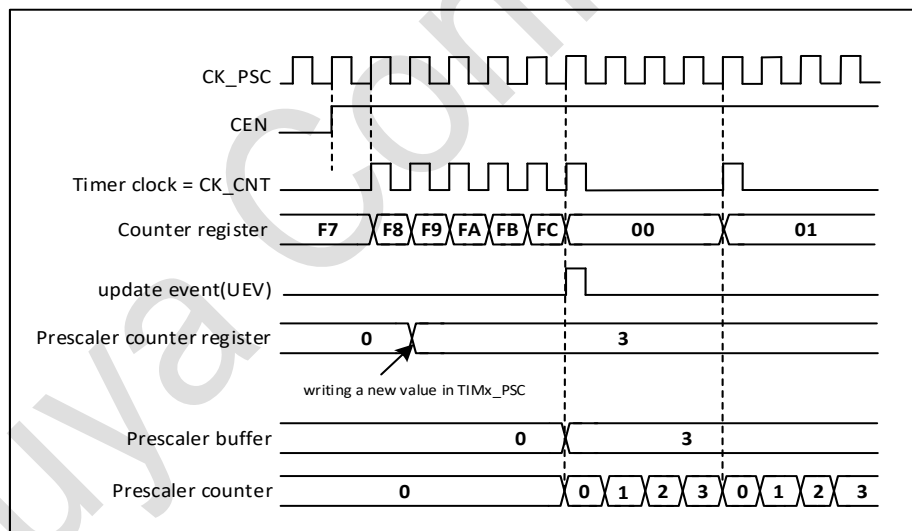 CK_PSC
CEN
Timer clock = CK_CNT
Counter register F7 F8 F9 FA FB FC 00 01
update event(UEV)
Prescaler counter register 0 3
writing a new value in TIMx_PSC
Prescaler buffer 0 3
Prescaler counter 0 0 1 2 3 0 1 2 3